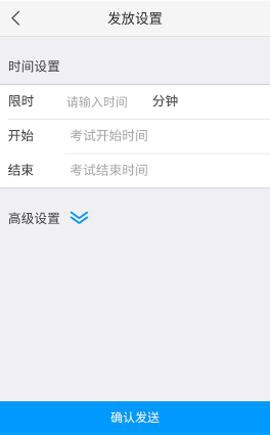 发放设置
时间设置
限时 请输入时间 分钟
开始 考试开始时间
结束 考试结束时间
高级设置
确认发送